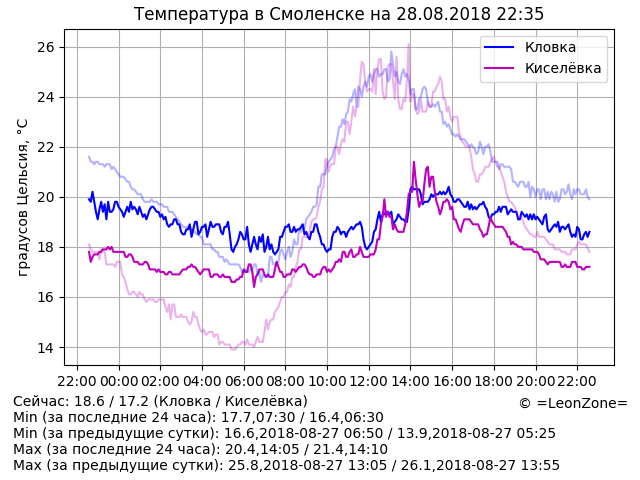 Температура в Смоленске на 28.08.2018 22:35
Кловка
Киселёвка
градусов Цельсия, °C
26
24
22
20
18
16
14
22:00 00:00 02:00 04:00 06:00 08:00 10:00 12:00 14:00 16:00 18:00 20:00 22:00
Сейчас: 18.6 / 17.2 (Кловка / Киселёвка)
© =LeonZone=
Min (за последние 24 часа): 17.7,07:30 / 16.4,06:30
Min (за предыдущие сутки): 16.6,2018-08-27 06:50 / 13.9,2018-08-27 05:25
Max (за последние 24 часа): 20.4,14:05 / 21.4,14:10
Max (за предыдущие сутки): 25.8,2018-08-27 13:05 / 26.1,2018-08-27 13:55